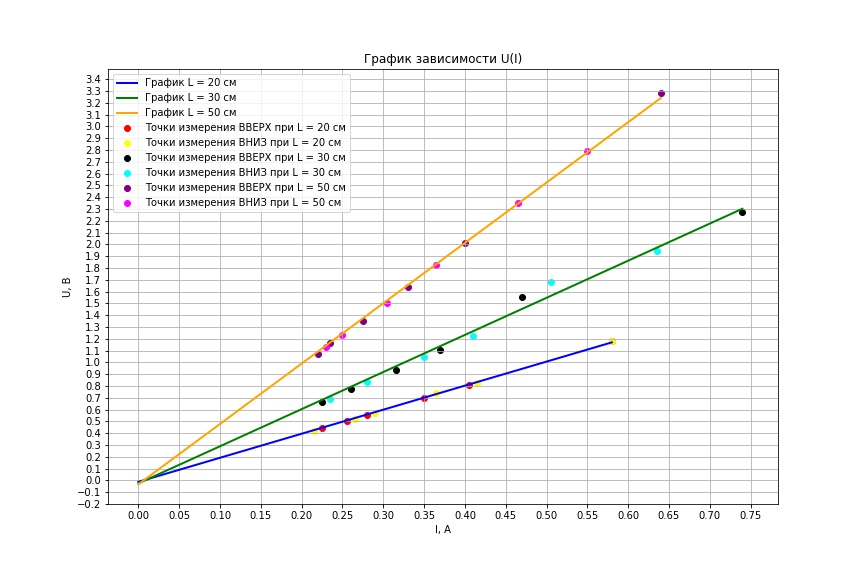 График зависимости U(I)
График L = 20 см
График L = 30 см
График L = 50 см
Точки измерения ВВЕРХ при L = 20 см
Точки измерения ВНИЗ при L = 20 см
Точки измерения ВВЕРХ при L = 30 см
Точки измерения ВНИЗ при L = 30 см
Точки измерения ВВЕРХ при L = 50 см
Точки измерения ВНИЗ при L = 50 см
U, В
3.4
3.3
3.2
3.1
3.0
2.9
2.8
2.7
2.6
2.5
2.4
2.3
2.2
2.1
2.0
1.9
1.8
1.7
1.6
1.5
1.4
1.3
1.2
1.1
1.0
0.9
0.8
0.7
0.6
0.5
0.4
0.3
0.2
0.1
0.0
−0.1
−0.2
0.00 0.05 0.10 0.15 0.20 0.25 0.30 0.35 0.40 0.45 0.50 0.55 0.60 0.65 0.70 0.75
I, А